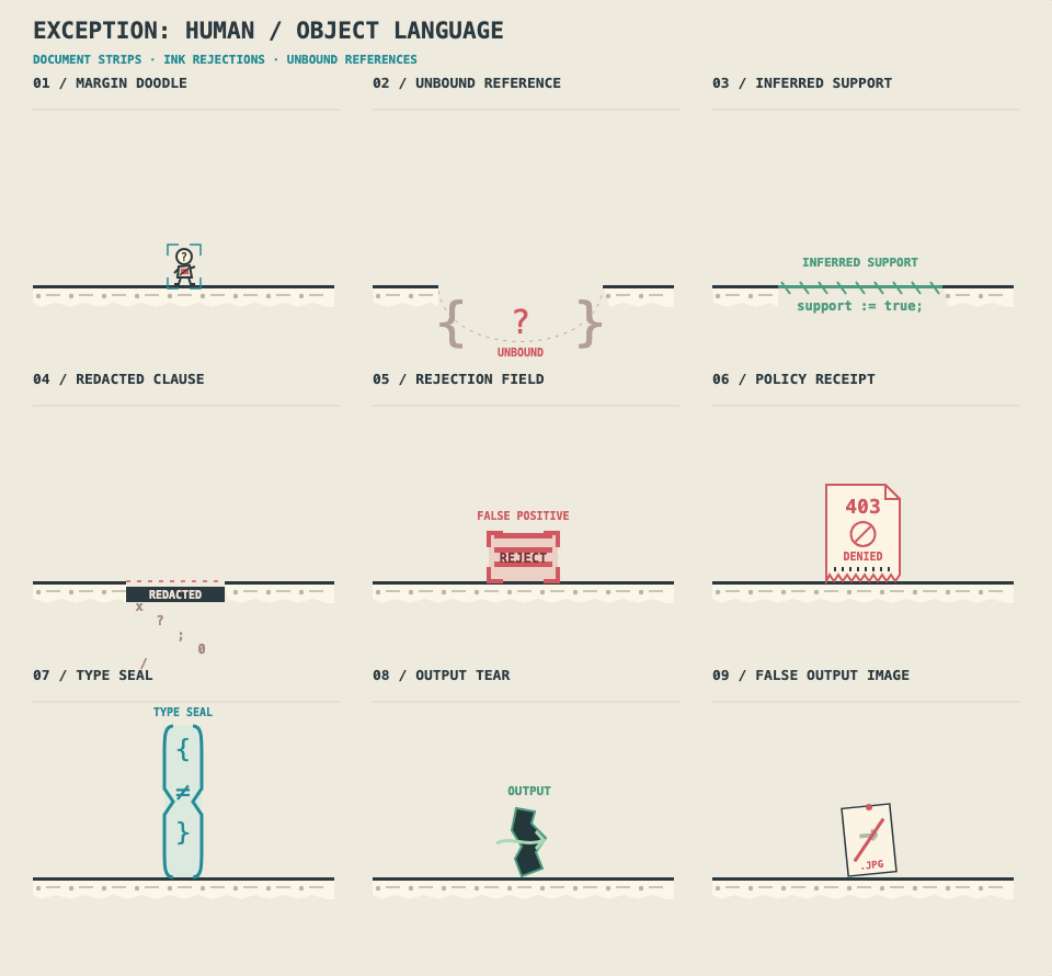 EXCEPTION: HUMAN / OBJECT LANGUAGE
DOCUMENT STRIPS · INK REJECTIONS · UNBOUND REFERENCES
01 / MARGIN DOODLE
02 / UNBOUND REFERENCE
03 / INFERRED SUPPORT
?
{ ? }
UNBOUND
INFERRED SUPPORT
support := true;
04 / REDACTED CLAUSE
05 / REJECTION FIELD
06 / POLICY RECEIPT
REDACTED
x
?
;
0
/
FALSE POSITIVE
REJECT
403
DENIED
07 / TYPE SEAL
08 / OUTPUT TEAR
09 / FALSE OUTPUT IMAGE
TYPE SEAL
{
≠
}
OUTPUT
.JPG